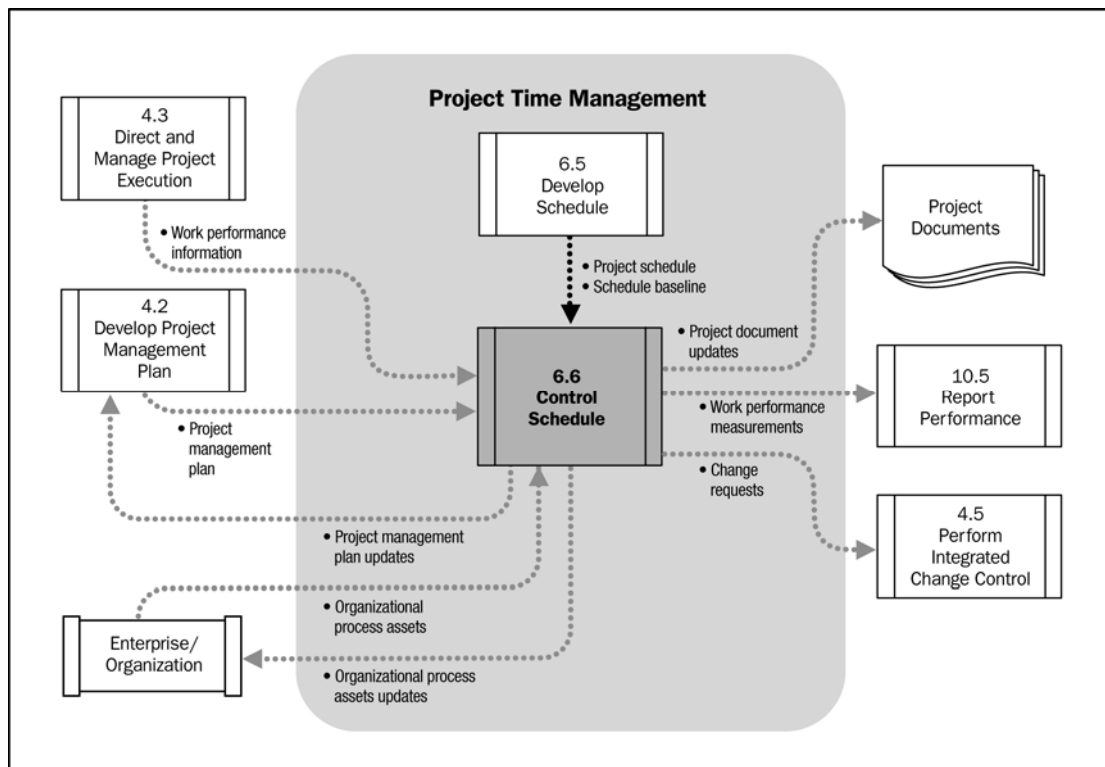 Project Time Management
4.3
Direct and
Manage Project
Execution
6.5
Develop
Schedule
Project
Documents
• Work performance
information
• Project schedule
• Schedule baseline
4.2
Develop Project
Management
Plan
6.6
Control
Schedule
• Project document
updates
10.5
Report
Performance
• Work performance
measurements
• Project
management
plan
• Change
requests
4.5
Perform
Integrated
Change Control
• Project management
plan updates
• Organizational
process assets
Enterprise/
Organization
• Organizational process
assets updates